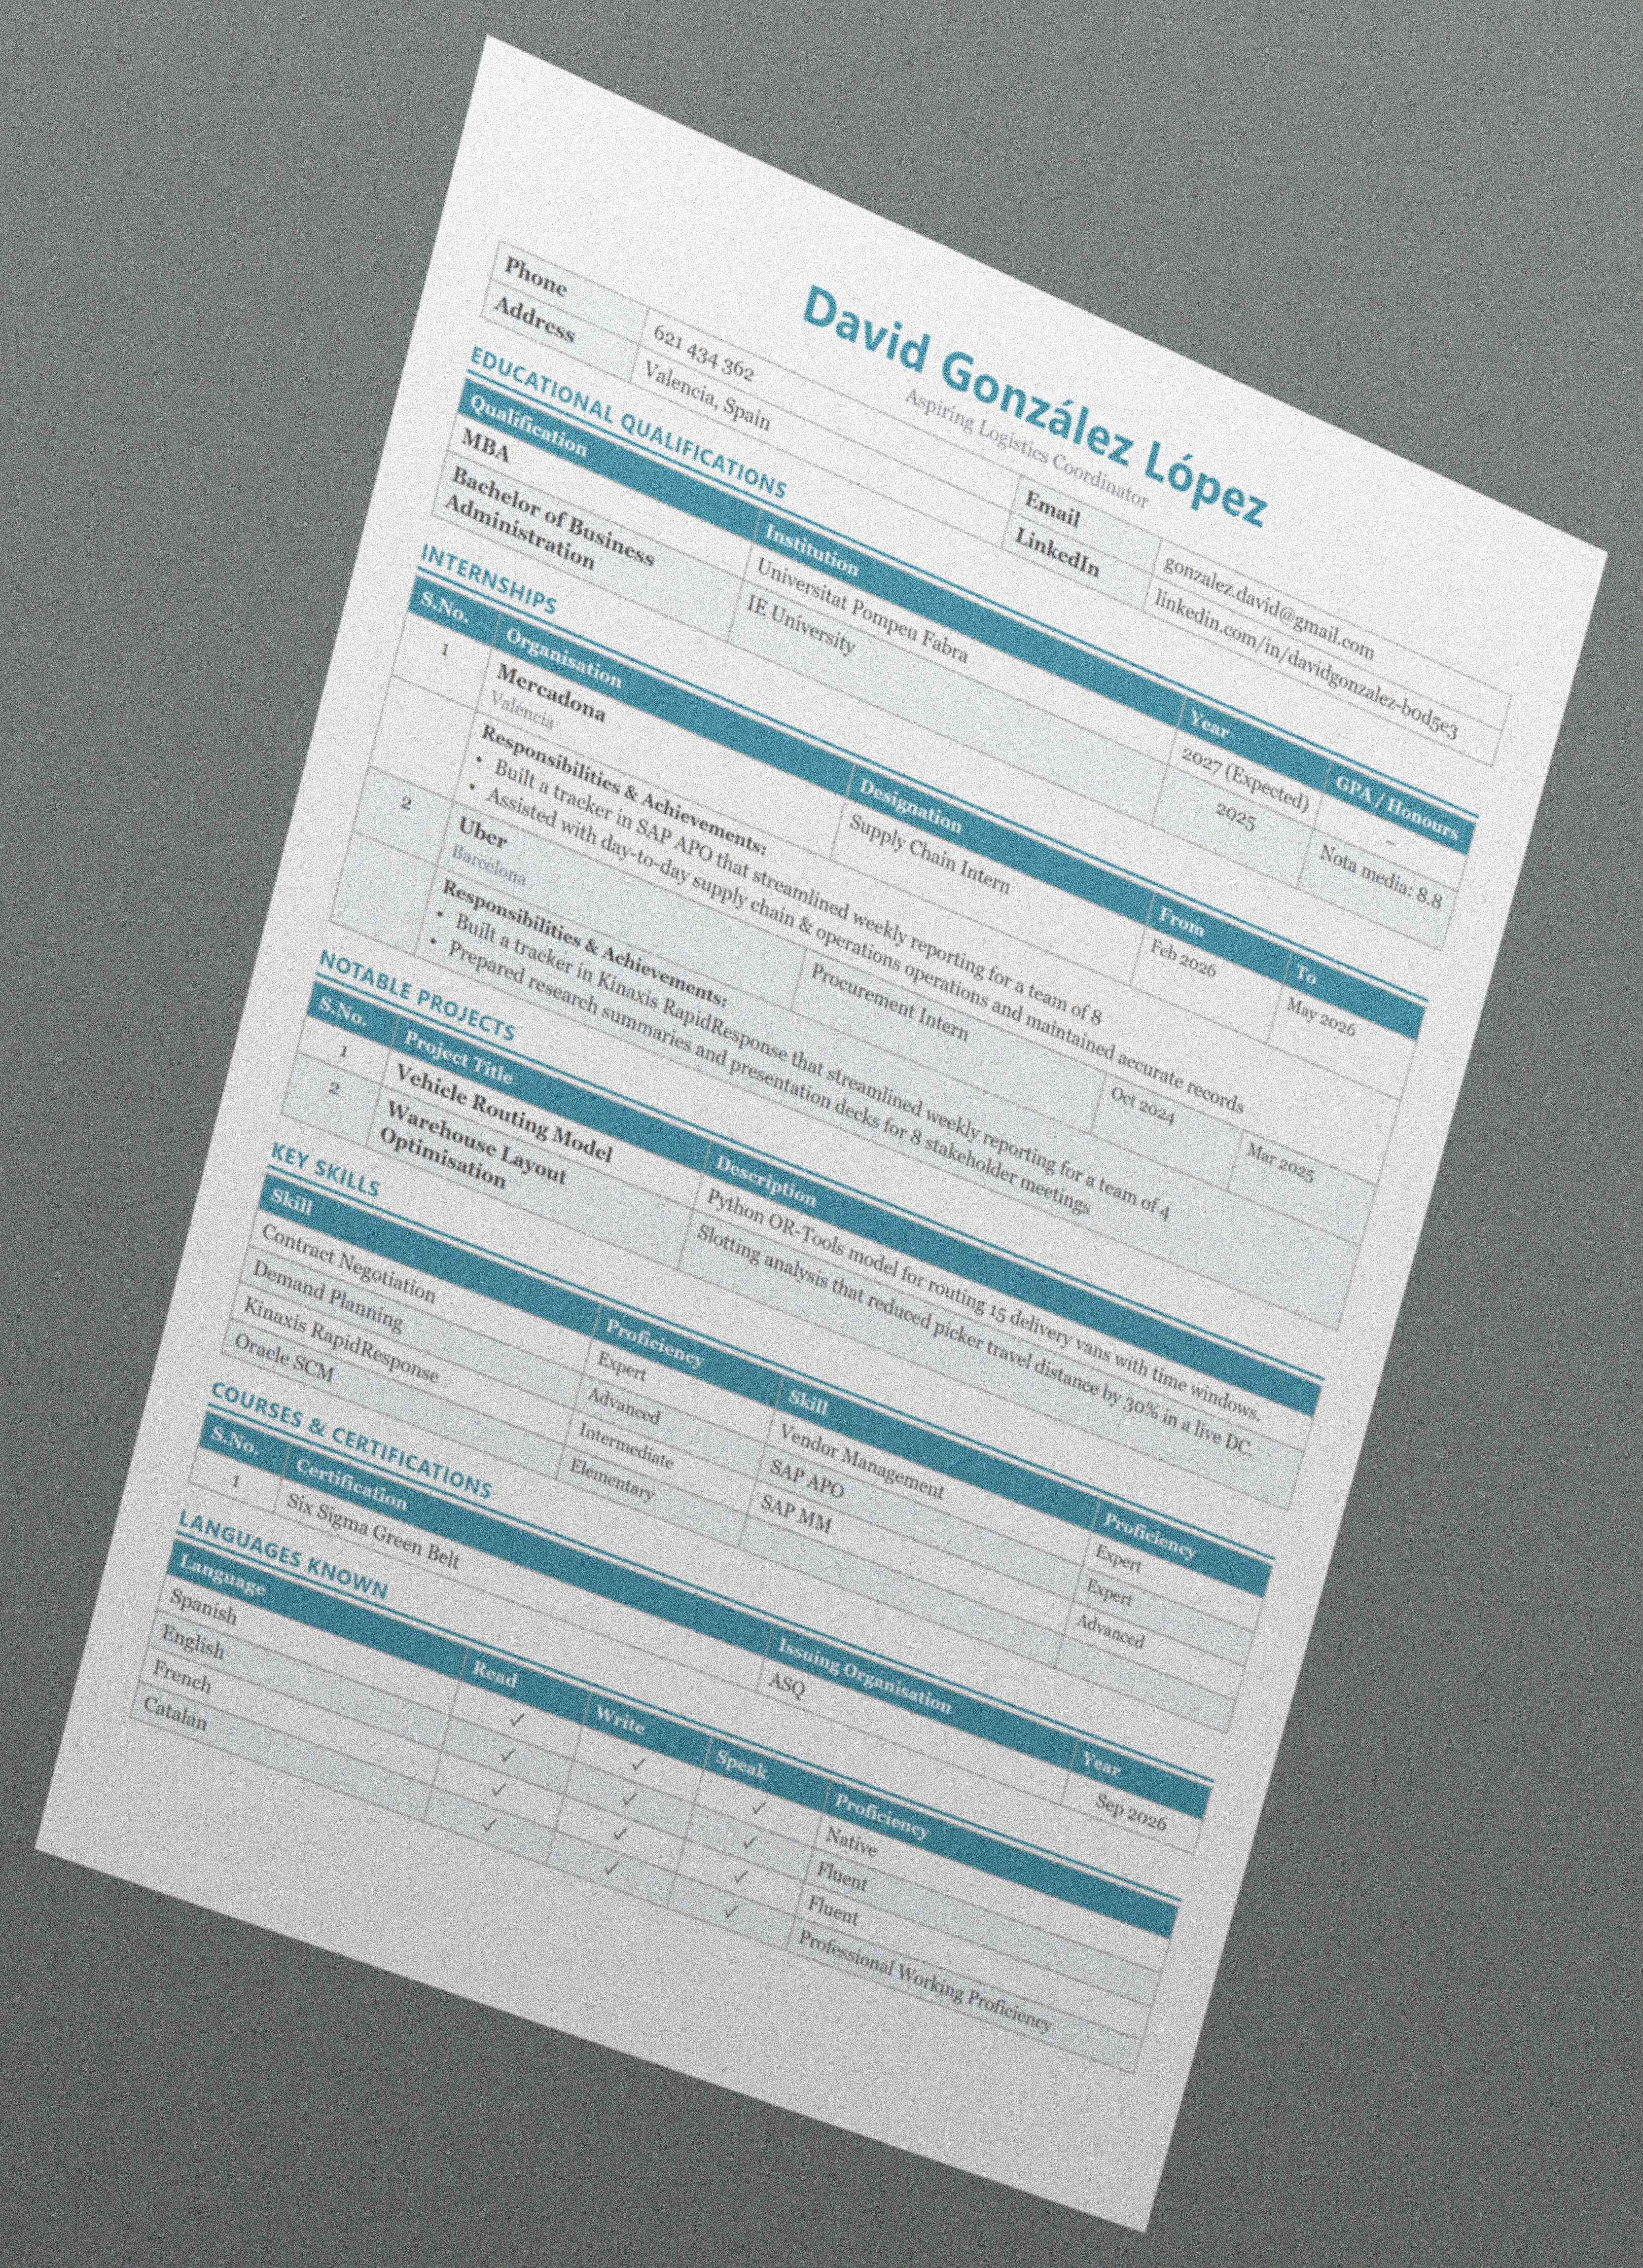 David González López
Aspiring Logistics Coordinator
Phone 621 434 362 Email gonzalez.david@gmail.com
Address Valencia, Spain LinkedIn linkedin.com/in/davidgonzalez-b0d5e3
EDUCATIONAL QUALIFICATIONS
Qualification Institution Year GPA / Honours
MBA Universitat Pompeu Fabra 2027 (Expected) –
Bachelor of Business IE University 2025 Nota media: 8.8
Administration
INTERNSHIPS
S.No. Organisation Designation From To
1 Mercadona Supply Chain Intern Feb 2026 May 2026
Valencia
Responsibilities & Achievements:
• Built a tracker in SAP APO that streamlined weekly reporting for a team of 8
• Assisted with day-to-day supply chain & operations operations and maintained accurate records
2 Uber Procurement Intern Oct 2024 Mar 2025
Barcelona
Responsibilities & Achievements:
• Built a tracker in Kinaxis RapidResponse that streamlined weekly reporting for a team of 4
• Prepared research summaries and presentation decks for 8 stakeholder meetings
NOTABLE PROJECTS
S.No. Project Title Description
1 Vehicle Routing Model Python OR-Tools model for routing 15 delivery vans with time windows.
2 Warehouse Layout Slotting analysis that reduced picker travel distance by 30% in a live DC.
Optimisation
KEY SKILLS
Skill Proficiency Skill Proficiency
Contract Negotiation Expert Vendor Management Expert
Demand Planning Advanced SAP APO Expert
Kinaxis RapidResponse Intermediate SAP MM Advanced
Oracle SCM Elementary
COURSES & CERTIFICATIONS
S.No. Certification Issuing Organisation Year
1 Six Sigma Green Belt ASQ Sep 2026
LANGUAGES KNOWN
Language Read Write Speak Proficiency
Spanish ✓ ✓ ✓ Native
English ✓ ✓ ✓ Fluent
French ✓ ✓ ✓ Fluent
Catalan ✓ ✓ ✓ Professional Working Proficiency